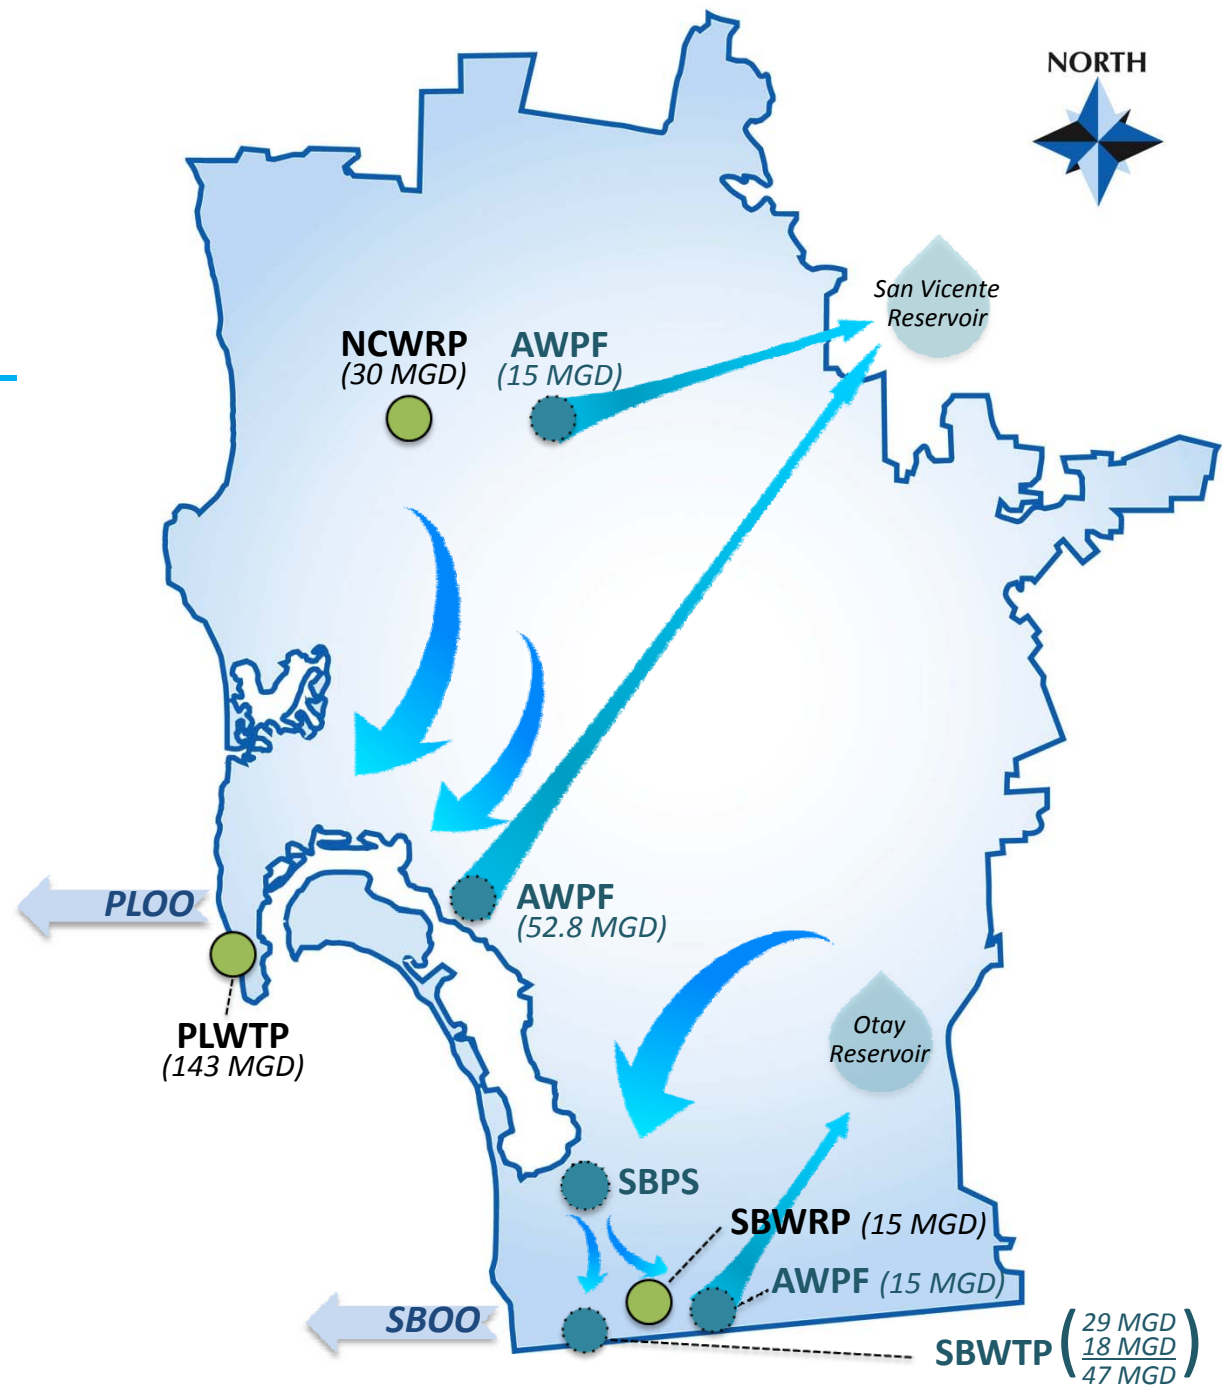 NORTH
San Vicente
Reservoir
NCWRP
(30 MGD)
AWPF
(15 MGD)
PLOO
AWPF
(52.8 MGD)
PLWTP
(143 MGD)
Otay
Reservoir
SBPS
SBWRP (15 MGD)
AWPF (15 MGD)
SBOO
SBWTP
29 MGD
18 MGD
47 MGD